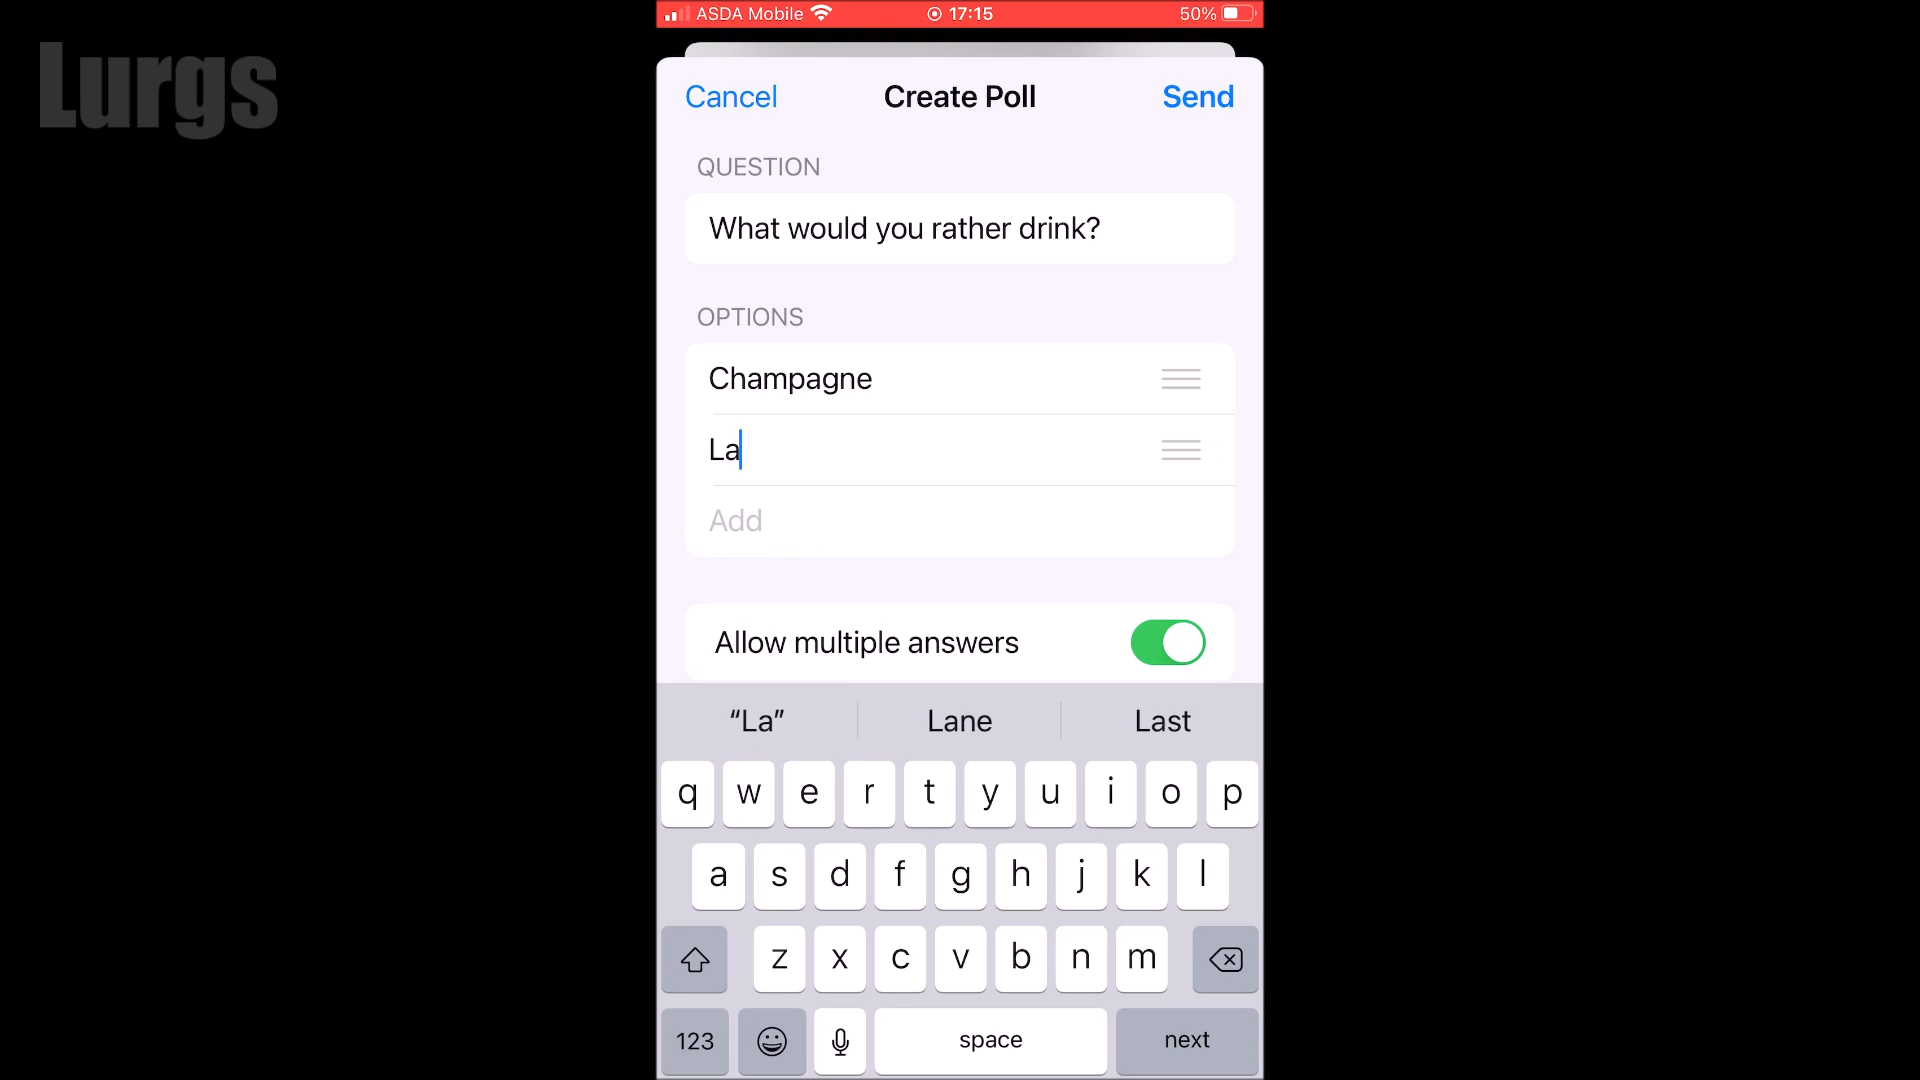 Lurgs
ASDA Mobile 17:15 50%
Cancel Create Poll Send
QUESTION
What would you rather drink?
OPTIONS
Champagne
La
Add
Allow multiple answers
“La” Lane Last
q w e r t y u i o p
a s d f g h j k l
z x c v b n m
123 space next